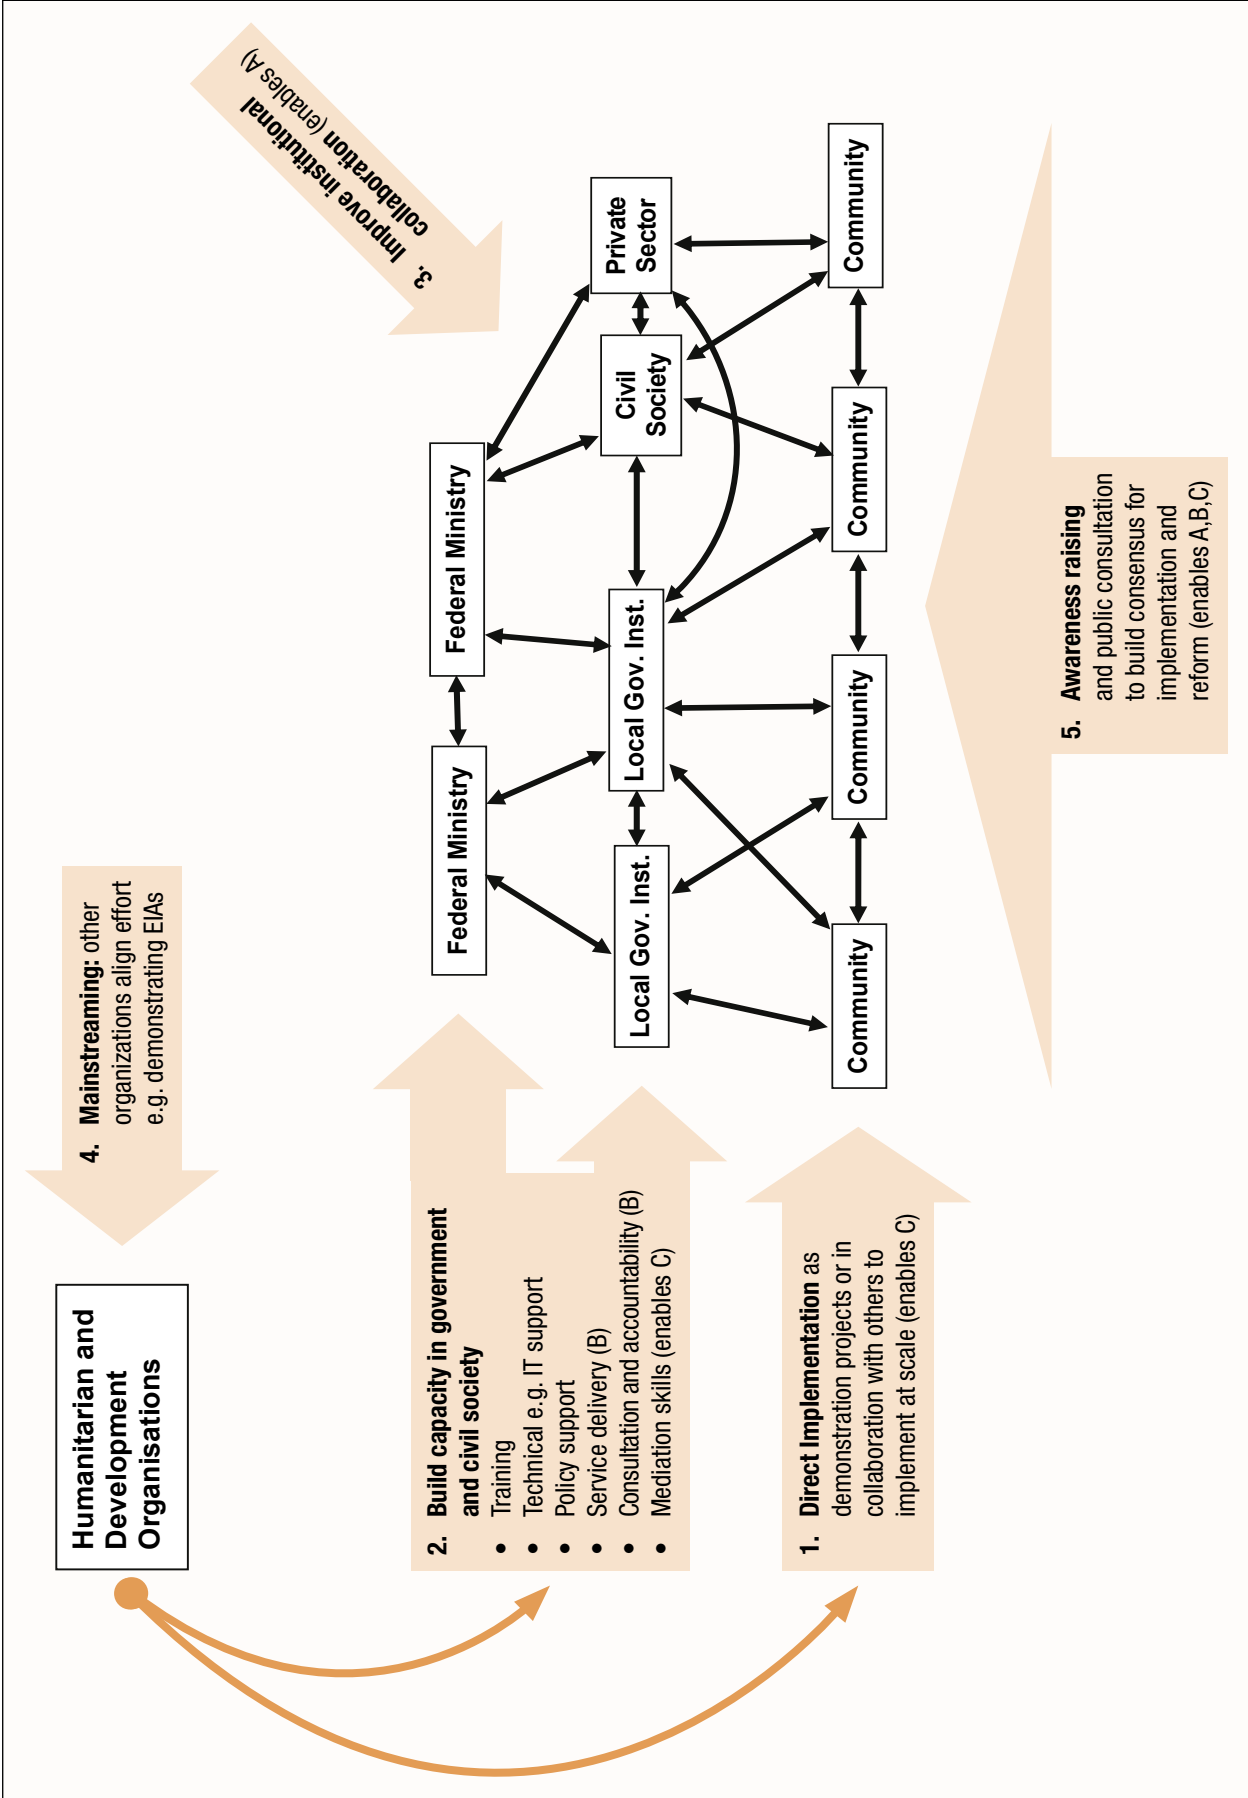 Humanitarian and
Development
Organisations
4. Mainstreaming: other
organizations align effort
e.g. demonstrating EIAs
3. Improve institutional
collaboration (enables A)
2. Build capacity in government
and civil society
• Training
• Technical e.g. IT support
• Policy support
• Service delivery (B)
• Consultation and accountability (B)
• Mediation skills (enables C)
Federal Ministry
Federal Ministry
Local Gov. Inst.
Local Gov. Inst.
Civil
Society
Private
Sector
1. Direct Implementation as
demonstration projects or in
collaboration with others to
implement at scale (enables C)
Community
Community
Community
Community
5. Awareness raising
and public consultation
to build consensus for
implementation and
reform (enables A,B,C)